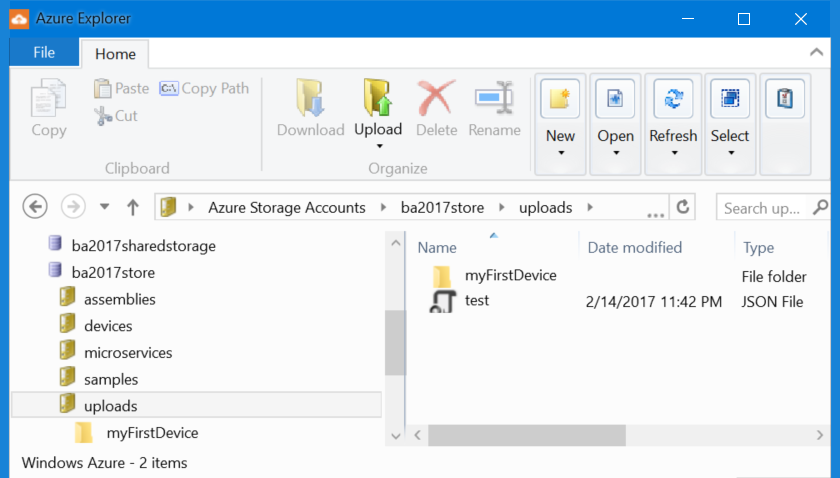 Azure Explorer
File
Home
Copy
Paste
Cut
C:\
Copy Path
Clipboard
Download
Upload
Delete
Rename
Organize
New
Open
Refresh
Select
Azure Storage Accounts
ba2017store
uploads
...
Search up...
ba2017sharedstorage
ba2017store
assemblies
devices
microservices
samples
uploads
myFirstDevice
Name Date modified Type
myFirstDevice File folder
test 2/14/2017 11:42 PM JSON File
Windows Azure - 2 items